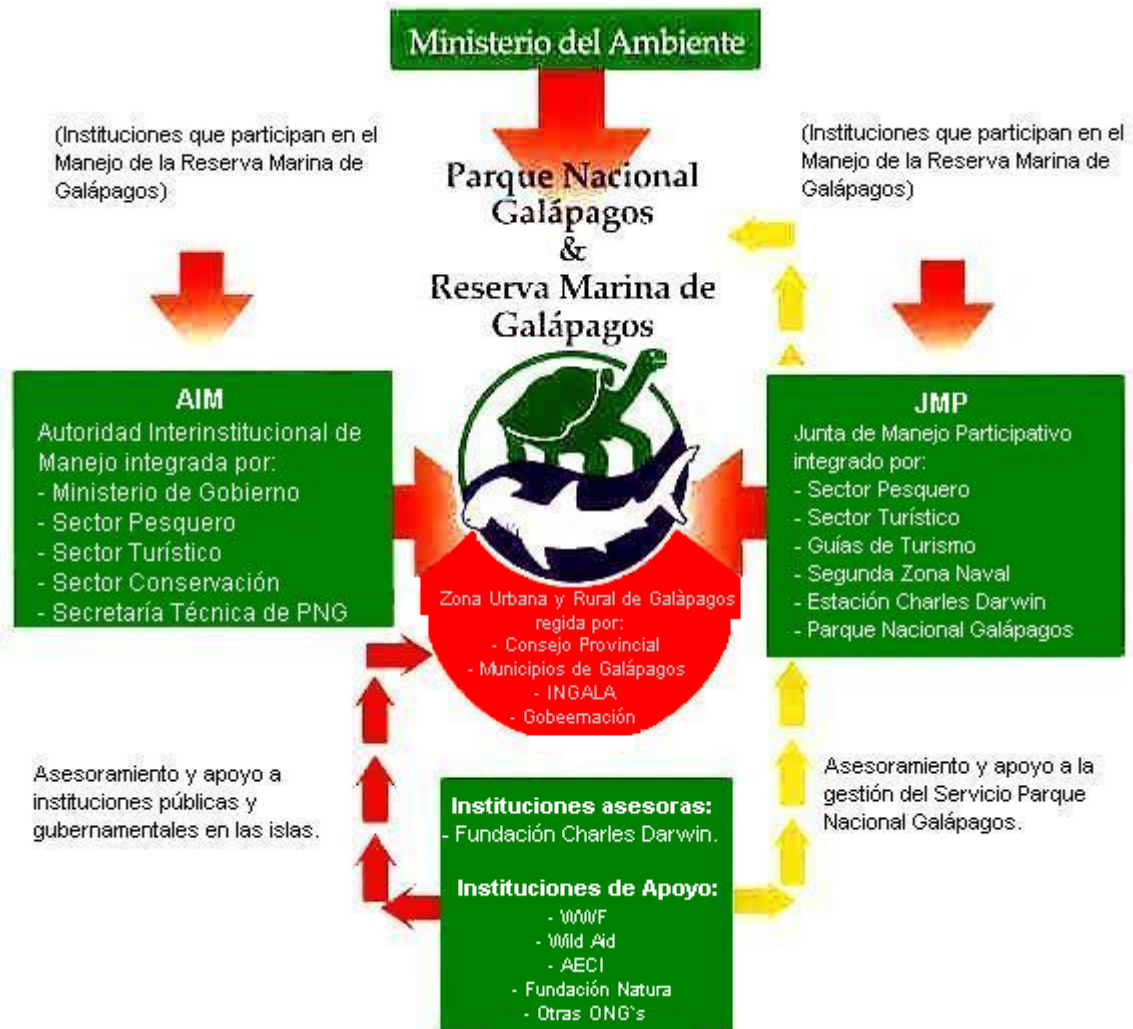 Ministerio del Ambiente
(Instituciones que participan en el
Manejo de la Reserva Marina de
Galápagos)
Parque Nacional
Galápagos
&
Reserva Marina de
Galápagos
(Instituciones que participan en el
Manejo de la Reserva Marina de
Galápagos)
AIM
Autoridad Interinstitucional de
Manejo integrada por:
- Ministerio de Gobierno
- Sector Pesquero
- Sector Turístico
- Sector Conservación
- Secretaría Técnica de PNG
JMP
Junta de Manejo Participativo
integrado por:
- Sector Pesquero
- Sector Turístico
- Guías de Turismo
- Segunda Zona Naval
- Estación Charles Darwin
- Parque Nacional Galápagos
Zona Urbana y Rural de Galàpagos
regida por:
- Consejo Provincial
- Municipios de Galápagos
- INGALA
- Gobeernación
Asesoramiento y apoyo a
instituciones públicas y
gubernamentales en las islas.
Instituciones asesoras:
- Fundación Charles Darwin.
Instituciones de Apoyo:
- WWF
- Wild Aid
- AECI
- Fundación Natura
- Otras ONG`s
Asesoramiento y apoyo a la
gestión del Servicio Parque
Nacional Galápagos.